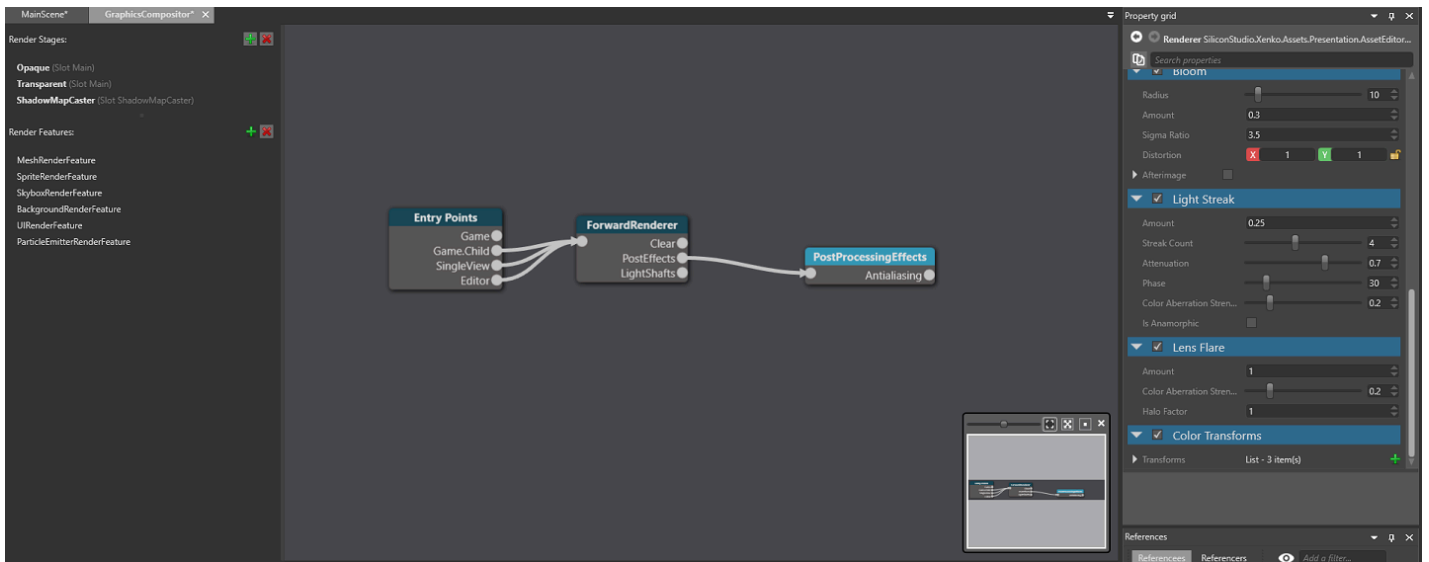 MainScene*
GraphicsCompositor*
Render Stages:
Opaque (Slot Main)
Transparent (Slot Main)
ShadowMapCaster (Slot ShadowMapCaster)
Render Features:
MeshRenderFeature
SpriteRenderFeature
SkyboxRenderFeature
BackgroundRenderFeature
UIRenderFeature
ParticleEmitterRenderFeature
Entry Points
Game
Game.Child
SingleView
Editor
ForwardRenderer
Clear
PostEffects
LightShafts
PostProcessingEffects
Antialiasing
Property grid
Renderer SiliconStudio.Xenko.Assets.Presentation.AssetEditor...
Search properties
Bloom
Radius 10
Amount 0.3
Sigma Ratio 3.5
Distortion X 1 Y 1
Afterimage
Light Streak
Amount 0.25
Streak Count 4
Attenuation 0.7
Phase 30
Color Aberration Stren... 0.2
Is Anamorphic
Lens Flare
Amount 1
Color Aberration Stren... 0.2
Halo Factor 1
Color Transforms
Transforms List - 3 item(s)
References
Referencees Referencers Add a filter...